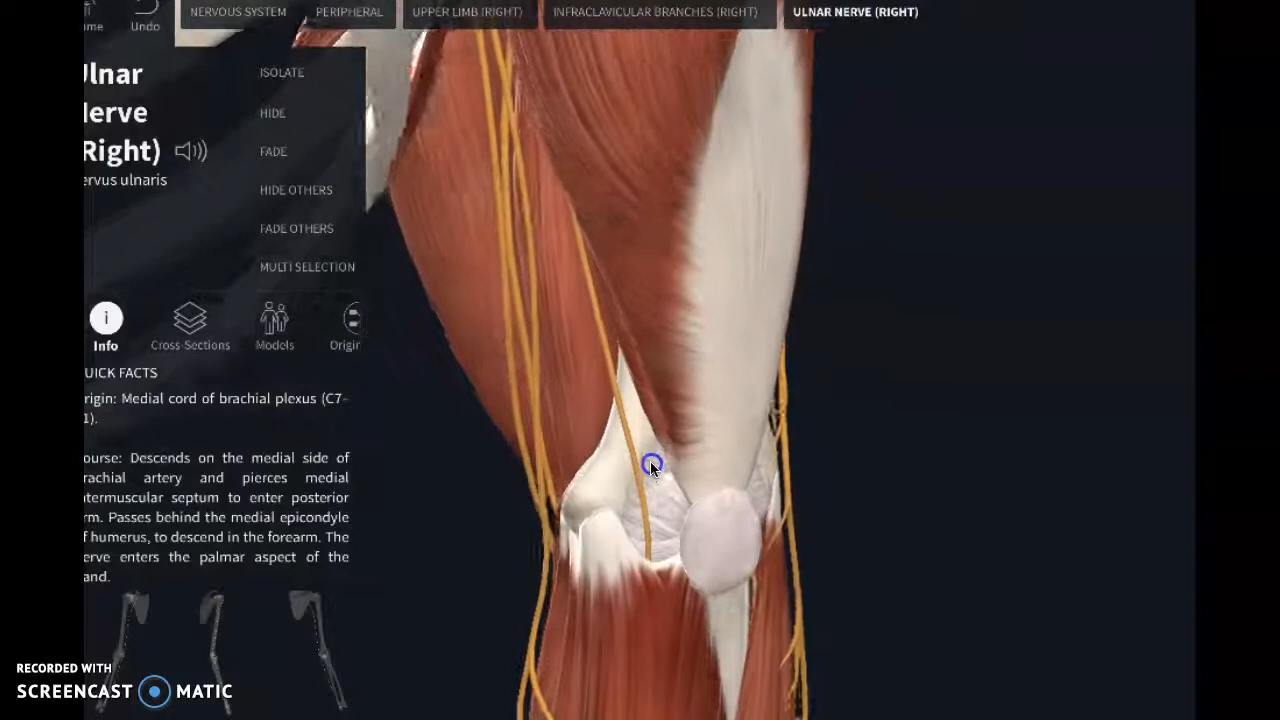 ome Undo
NERVOUS SYSTEM PERIPHERAL UPPER LIMB (RIGHT) INFRACLAVICULAR BRANCHES (RIGHT) ULNAR NERVE (RIGHT)
Ulnar
Nerve
(Right)
ervus ulnaris
ISOLATE
HIDE
FADE
HIDE OTHERS
FADE OTHERS
MULTI SELECTION
i
Info Cross-Sections Models Origin
UICK FACTS
rigin: Medial cord of brachial plexus (C7-
1).
ourse: Descends on the medial side of
rachial artery and pierces medial
ntermuscular septum to enter posterior
rm. Passes behind the medial epicondyle
f humerus, to descend in the forearm. The
erve enters the palmar aspect of the
and.
RECORDED WITH
SCREENCAST MATIC